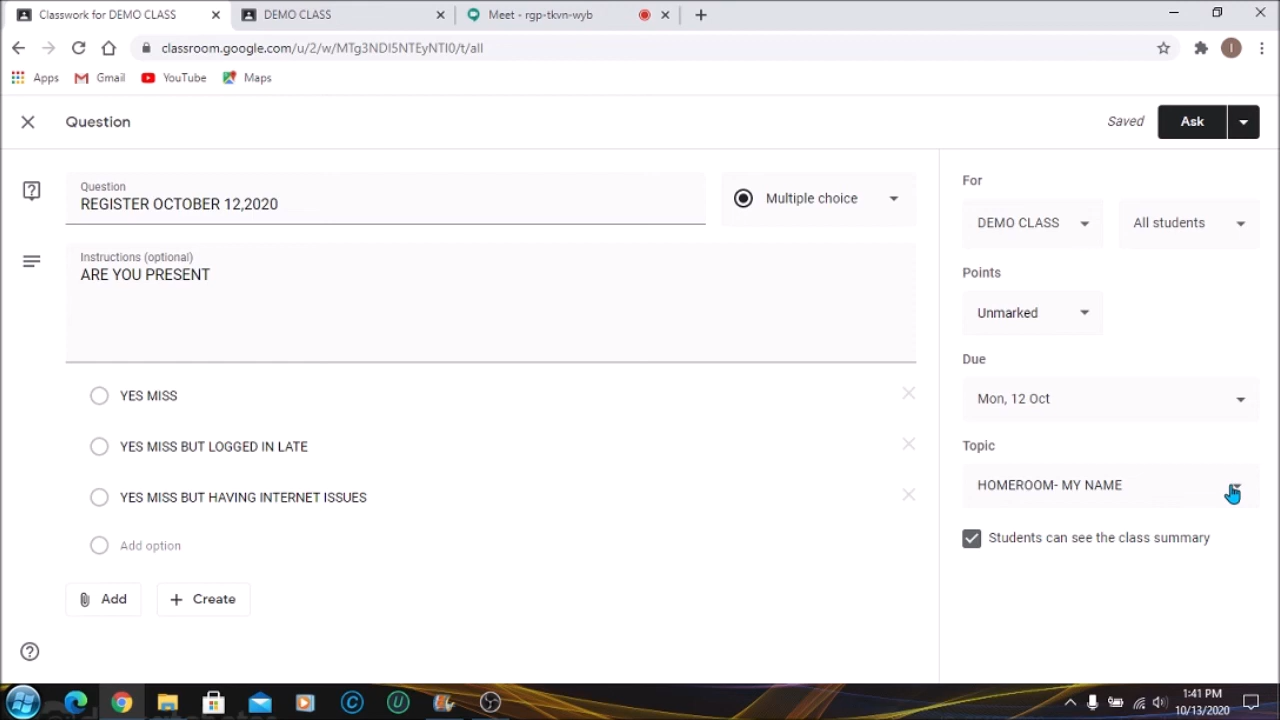 Classwork for DEMO CLASS
DEMO CLASS
Meet - rgp-tkvn-wyb
classroom.google.com/u/2/w/MTg3NDI5NTEyNTI0/t/all
Apps
Gmail
YouTube
Maps
Question
Saved
Ask
Question
REGISTER OCTOBER 12,2020
Multiple choice
Instructions (optional)
ARE YOU PRESENT
YES MISS
YES MISS BUT LOGGED IN LATE
YES MISS BUT HAVING INTERNET ISSUES
Add option
Add
Create
For
DEMO CLASS
All students
Points
Unmarked
Due
Mon, 12 Oct
Topic
HOMEROOM- MY NAME
Students can see the class summary
1:41 PM
10/13/2020